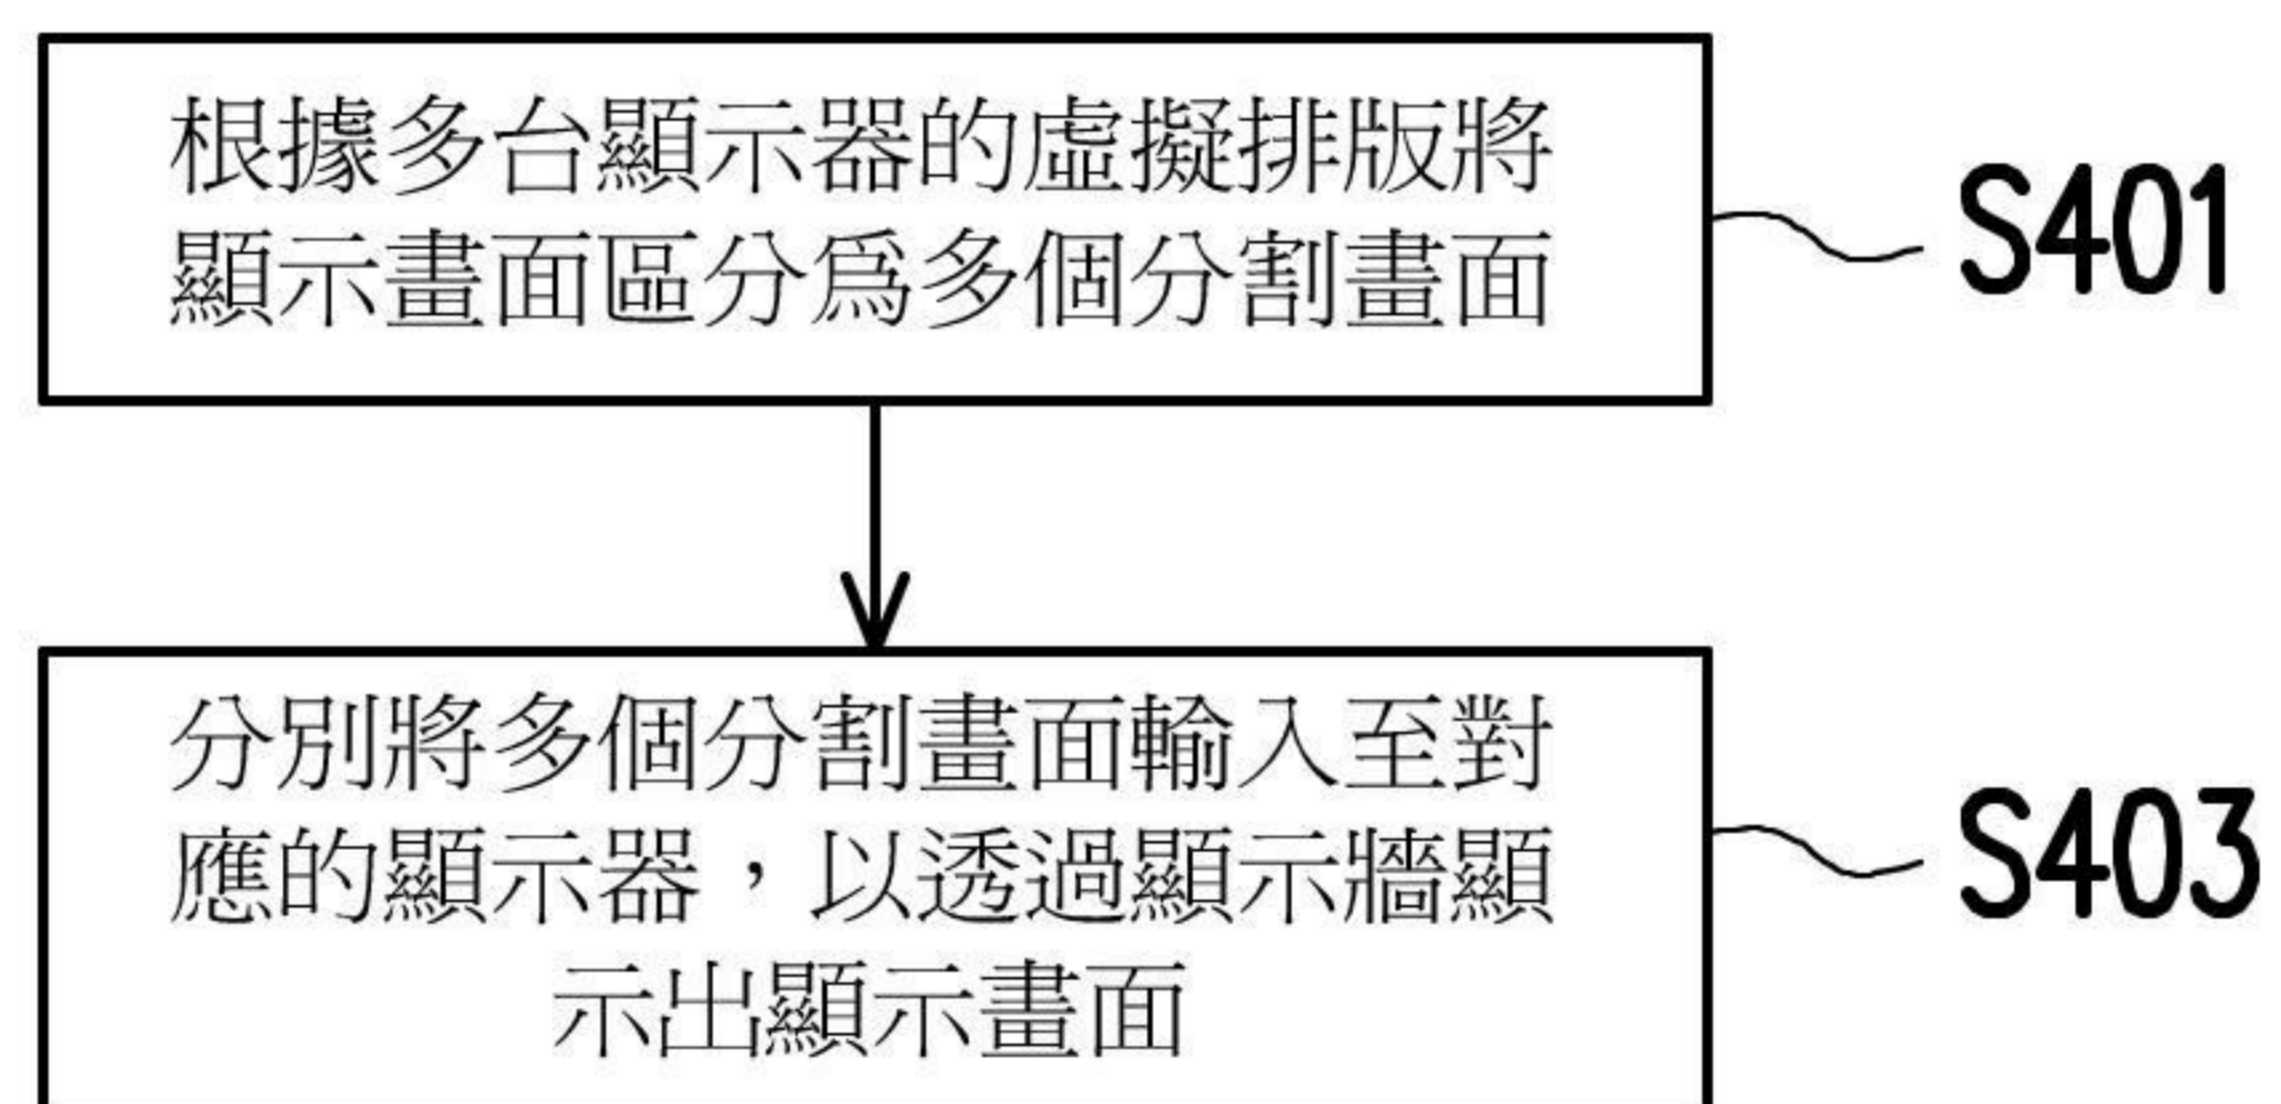 根據多台顯示器的虛擬排版將
顯示畫面區分爲多個分割畫面
S401
分別將多個分割畫面輸入至對
應的顯示器，以透過顯示牆顯
示出顯示畫面
S403